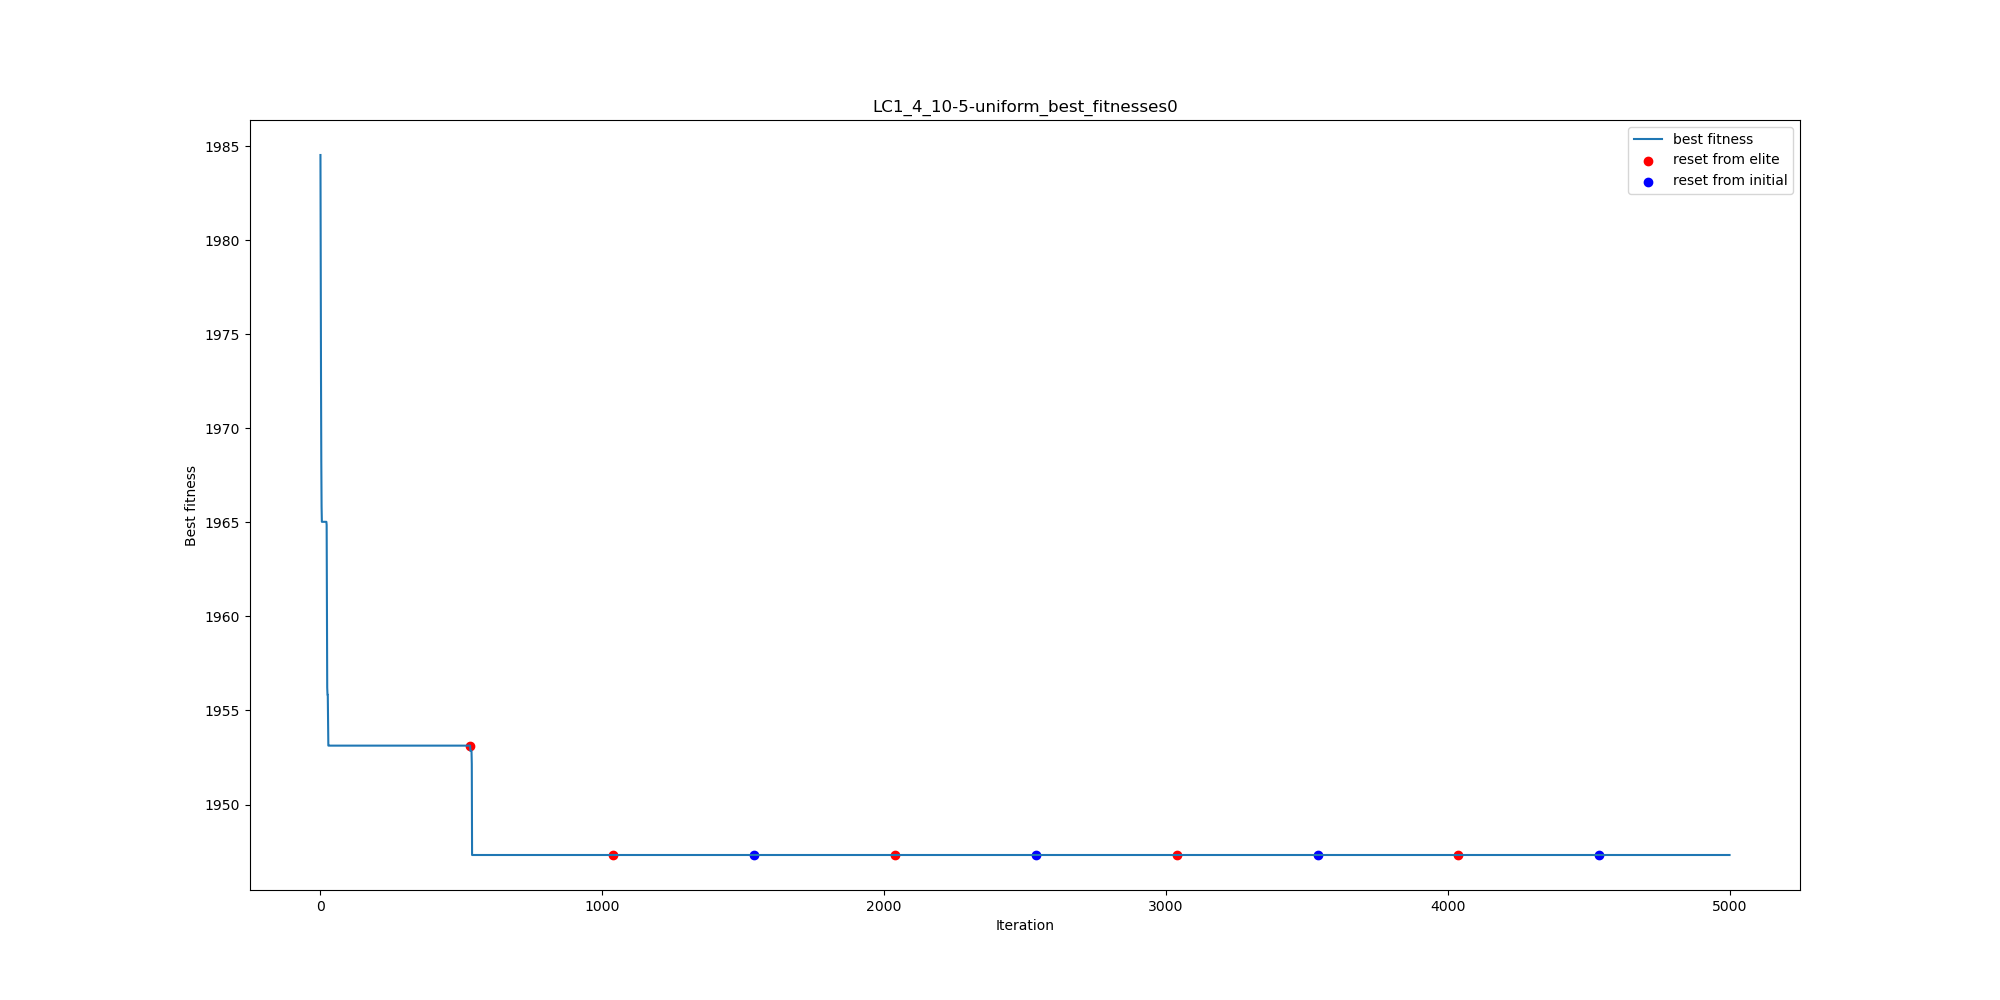 LC1_4_10-5-uniform_best_fitnesses0
best fitness
reset from elite
reset from initial
1985
1980
1975
1970
1965
1960
1955
1950
Best fitness
0 1000 2000 3000 4000 5000
Iteration